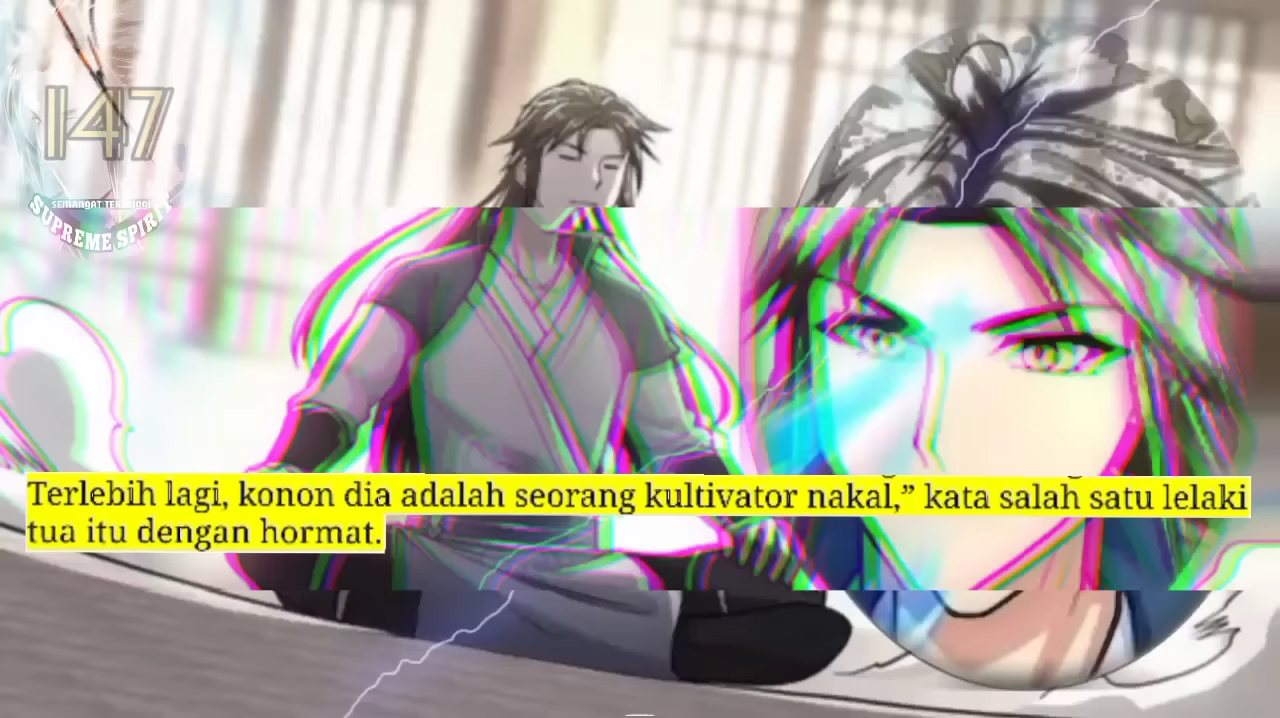 147
SEMANGAT
SUPREME SPIRIT
Terlebih lagi, konon dia adalah seorang kultivator nakal,” kata salah satu lelaki
tua itu dengan hormat.